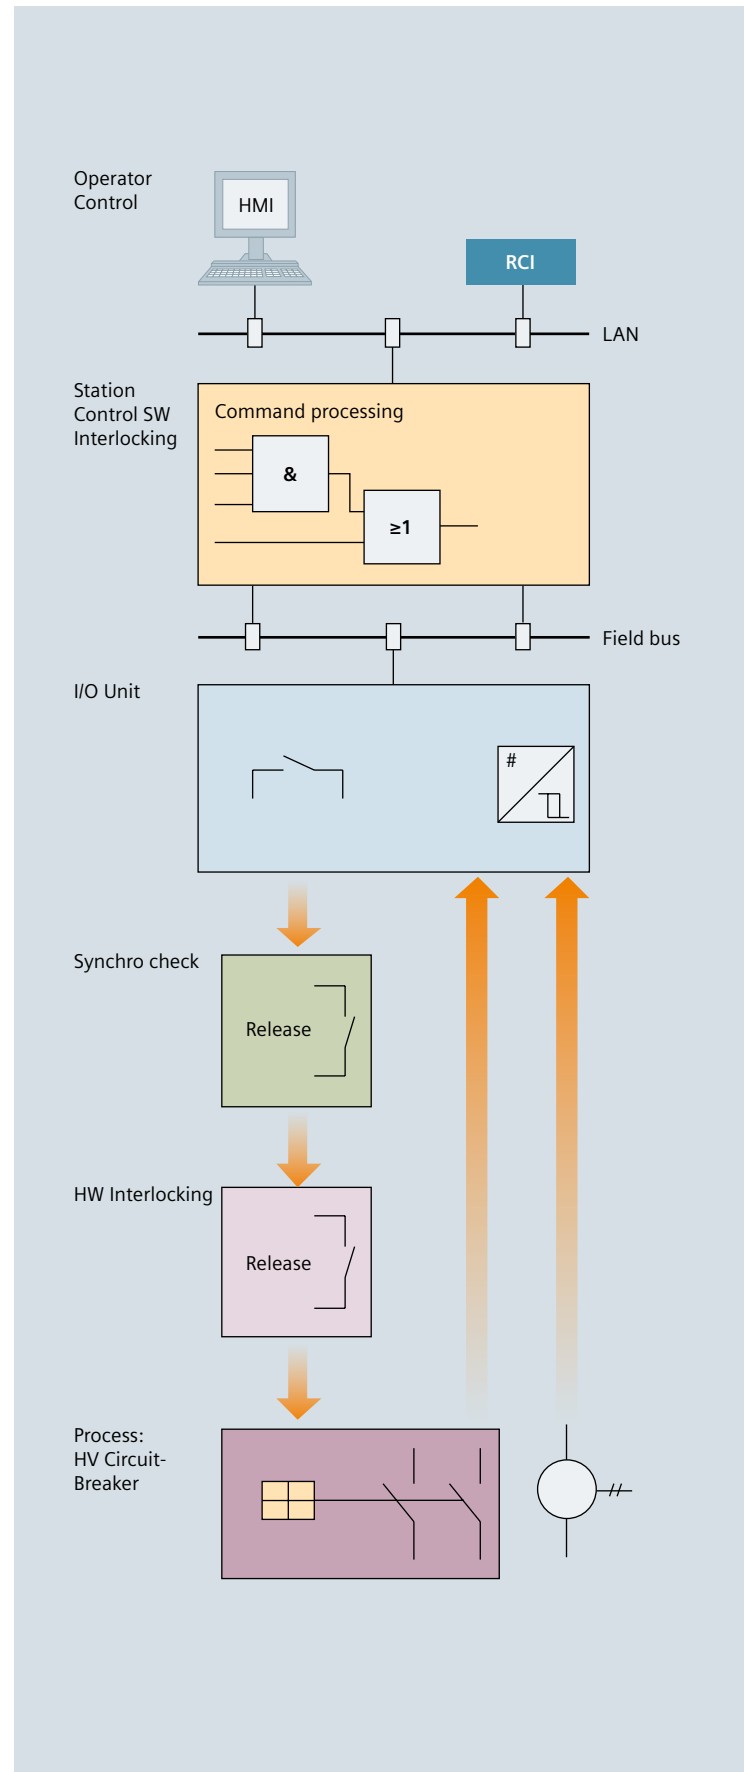 Operator
Control
HMI
RCI
LAN
Station
Control SW
Interlocking
Command processing
&
≥1
Field bus
I/O Unit
#
Synchro check
Release
HW Interlocking
Release
Process:
HV Circuit-
Breaker